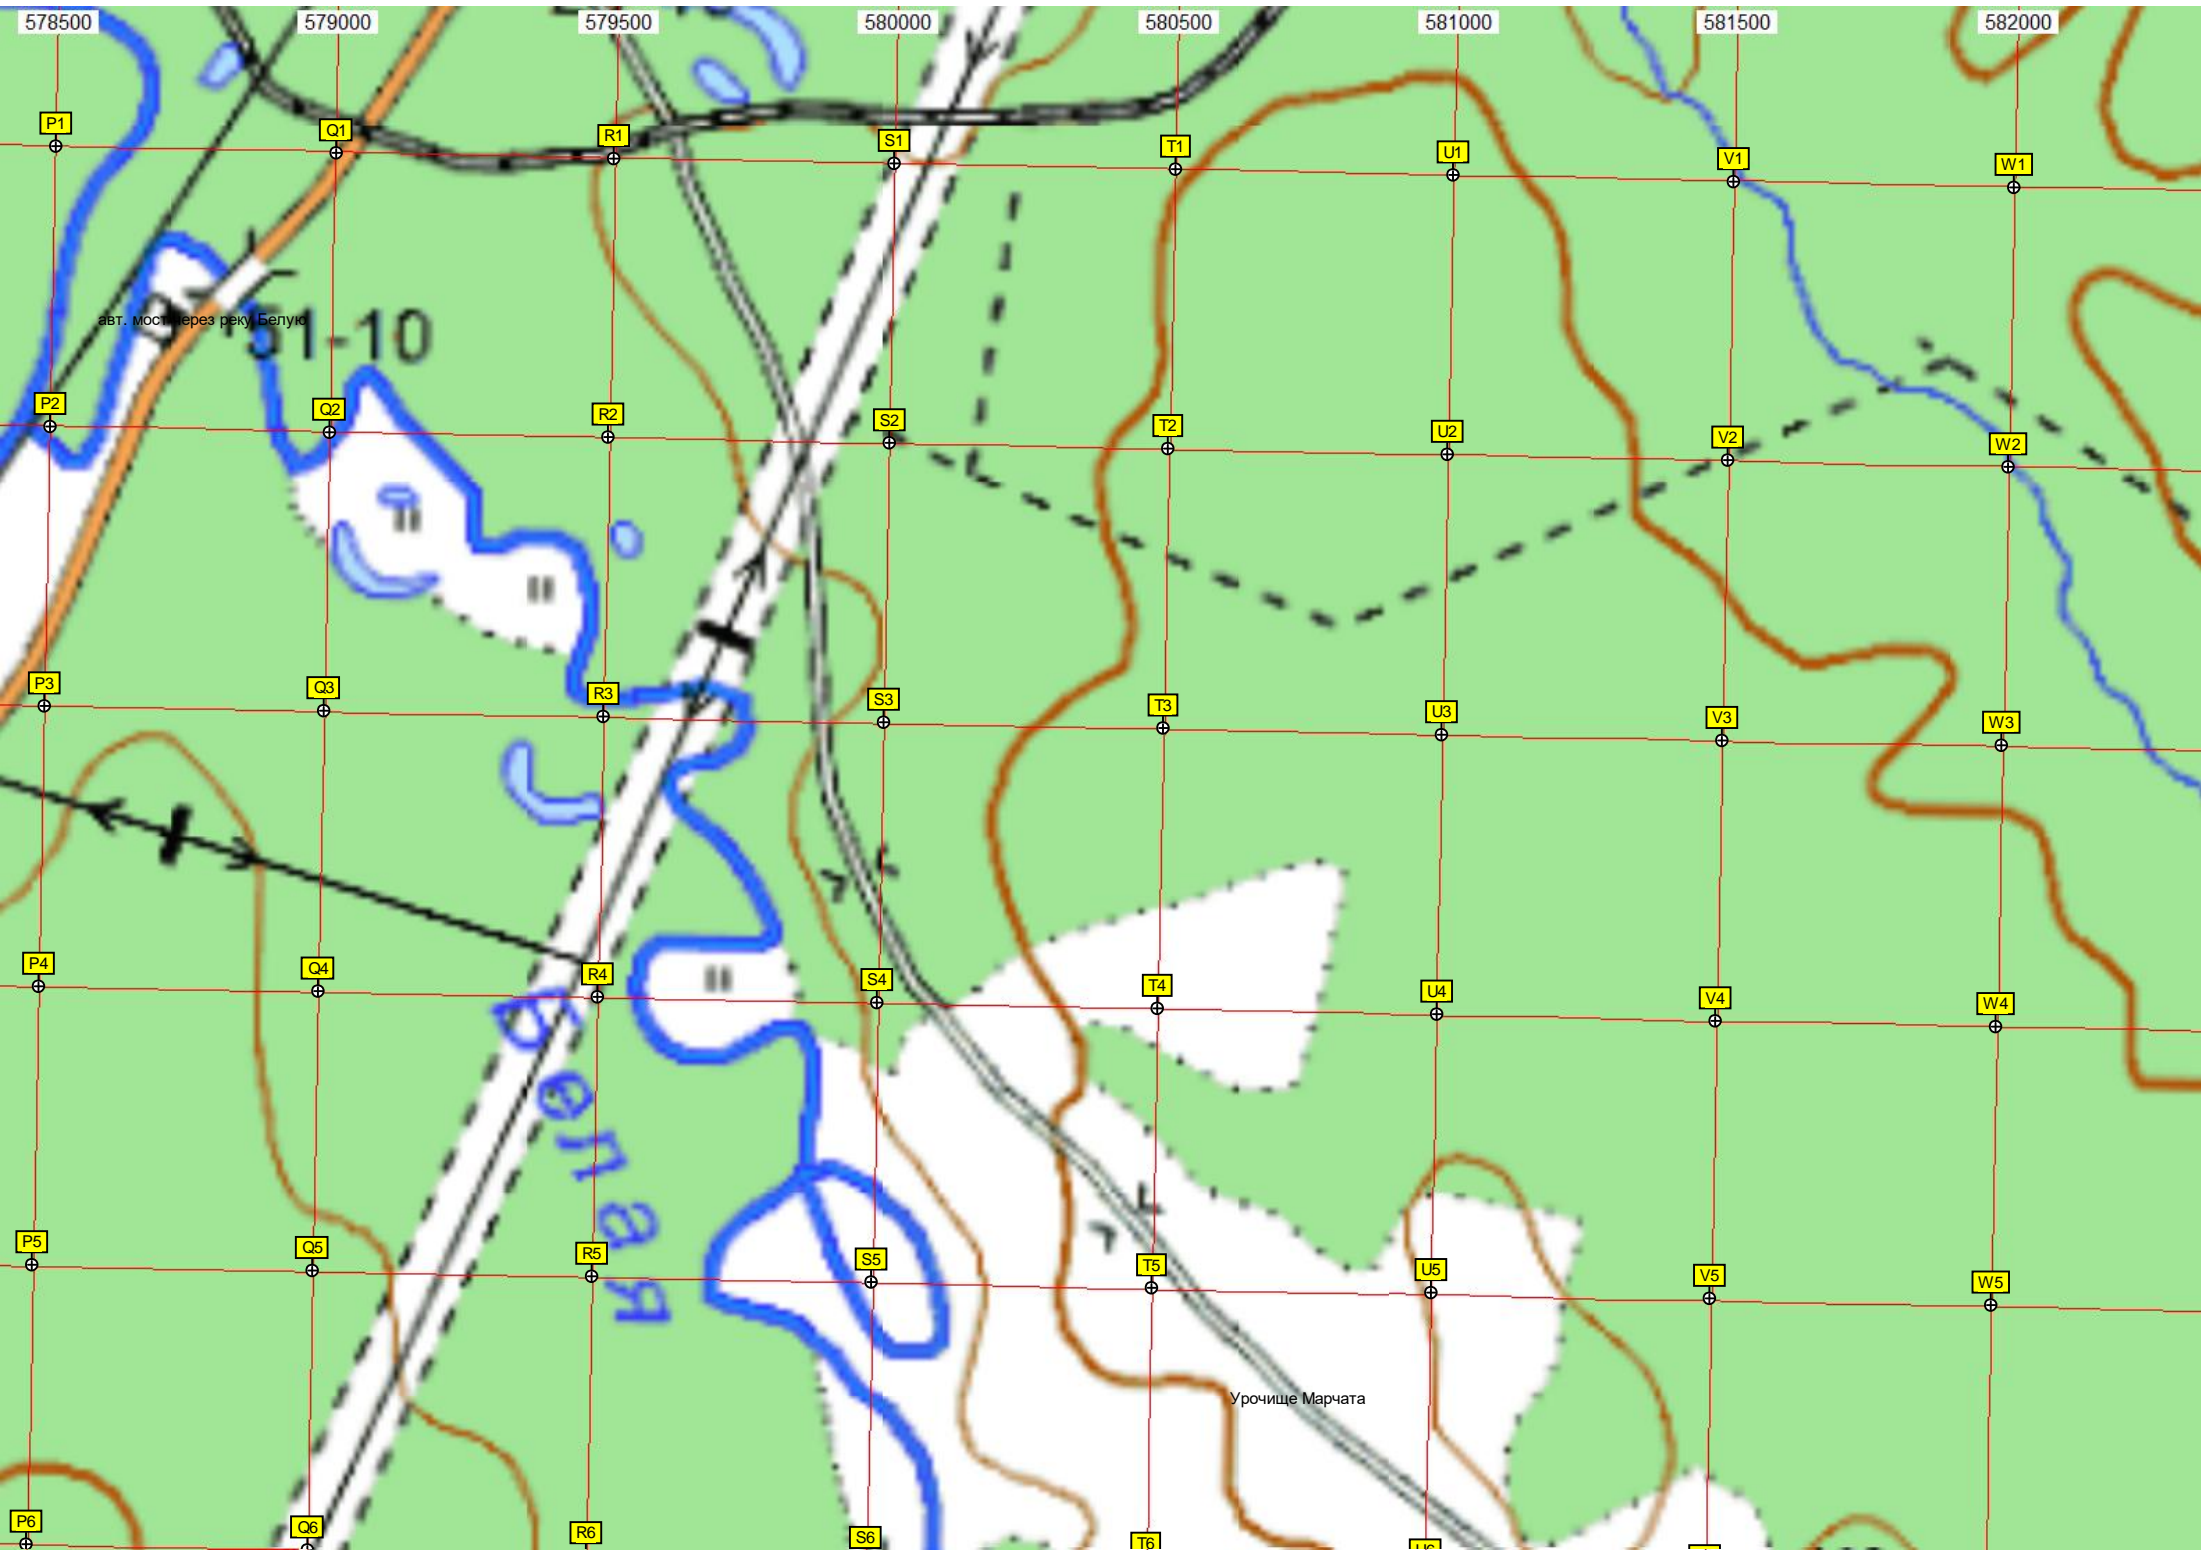 578500 579000 579500 580000 580500 581000 581500 582000
P1 Q1 R1 S1 T1 U1 V1 W1
авт. мост через реку Белую
51-10
P2 Q2 R2 S2 T2 U2 V2 W2
P3 Q3 R3 S3 T3 U3 V3 W3
P4 Q4 R4 S4 T4 U4 V4 W4
Белая
P5 Q5 R5 S5 T5 U5 V5 W5
Урочище Марчата
P6 Q6 R6 S6 T6 U6